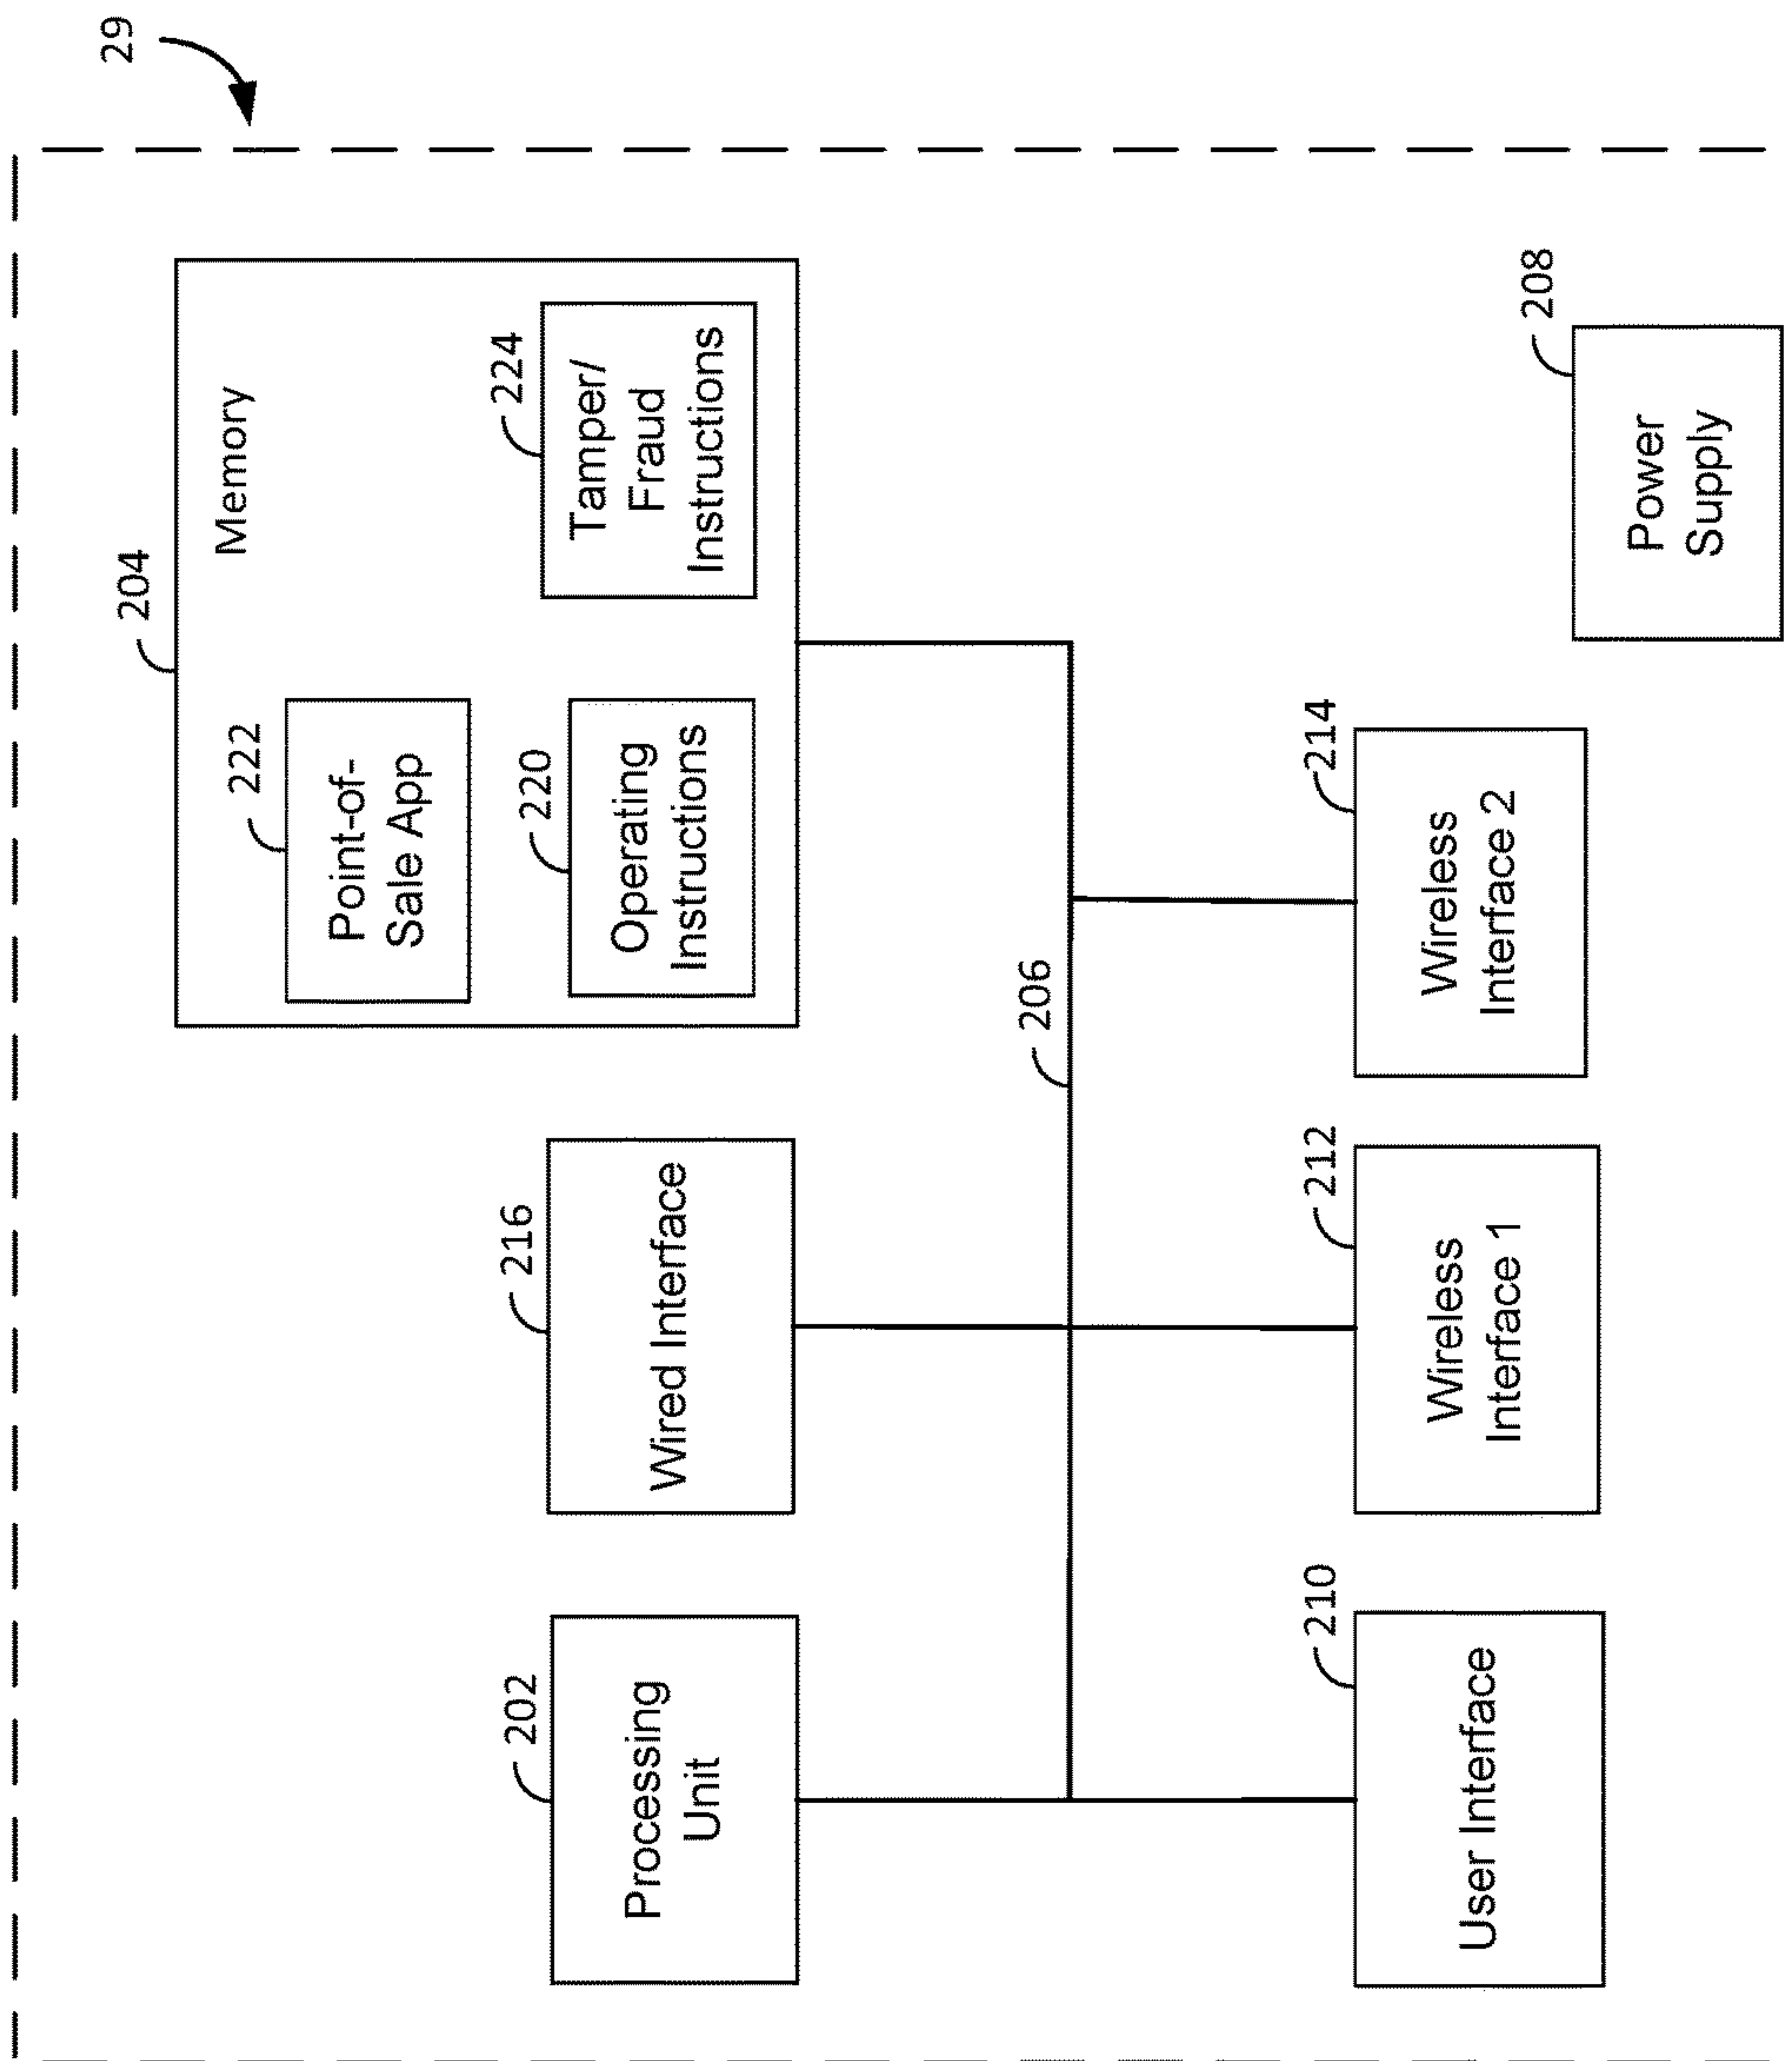 29
204
Memory
222
Point-of-
Sale App
224
Tamper/
Fraud
Instructions
220
Operating
Instructions
202
Processing
Unit
216
Wired Interface
206
210
User Interface
212
Wireless
Interface 1
214
Wireless
Interface 2
208
Power
Supply